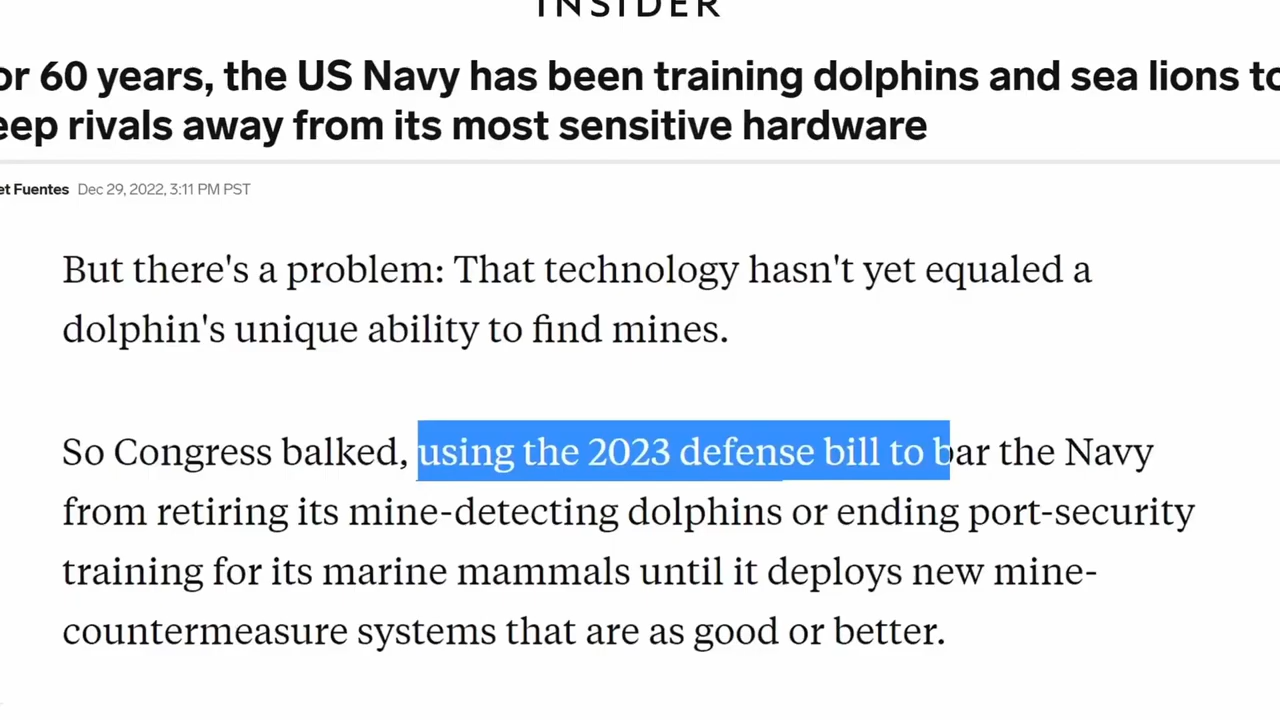 INSIDER
or 60 years, the US Navy has been training dolphins and sea lions to
eep rivals away from its most sensitive hardware
et Fuentes Dec 29, 2022, 3:11 PM PST
But there's a problem: That technology hasn't yet equaled a
dolphin's unique ability to find mines.
So Congress balked, using the 2023 defense bill to bar the Navy
from retiring its mine-detecting dolphins or ending port-security
training for its marine mammals until it deploys new mine-
countermeasure systems that are as good or better.